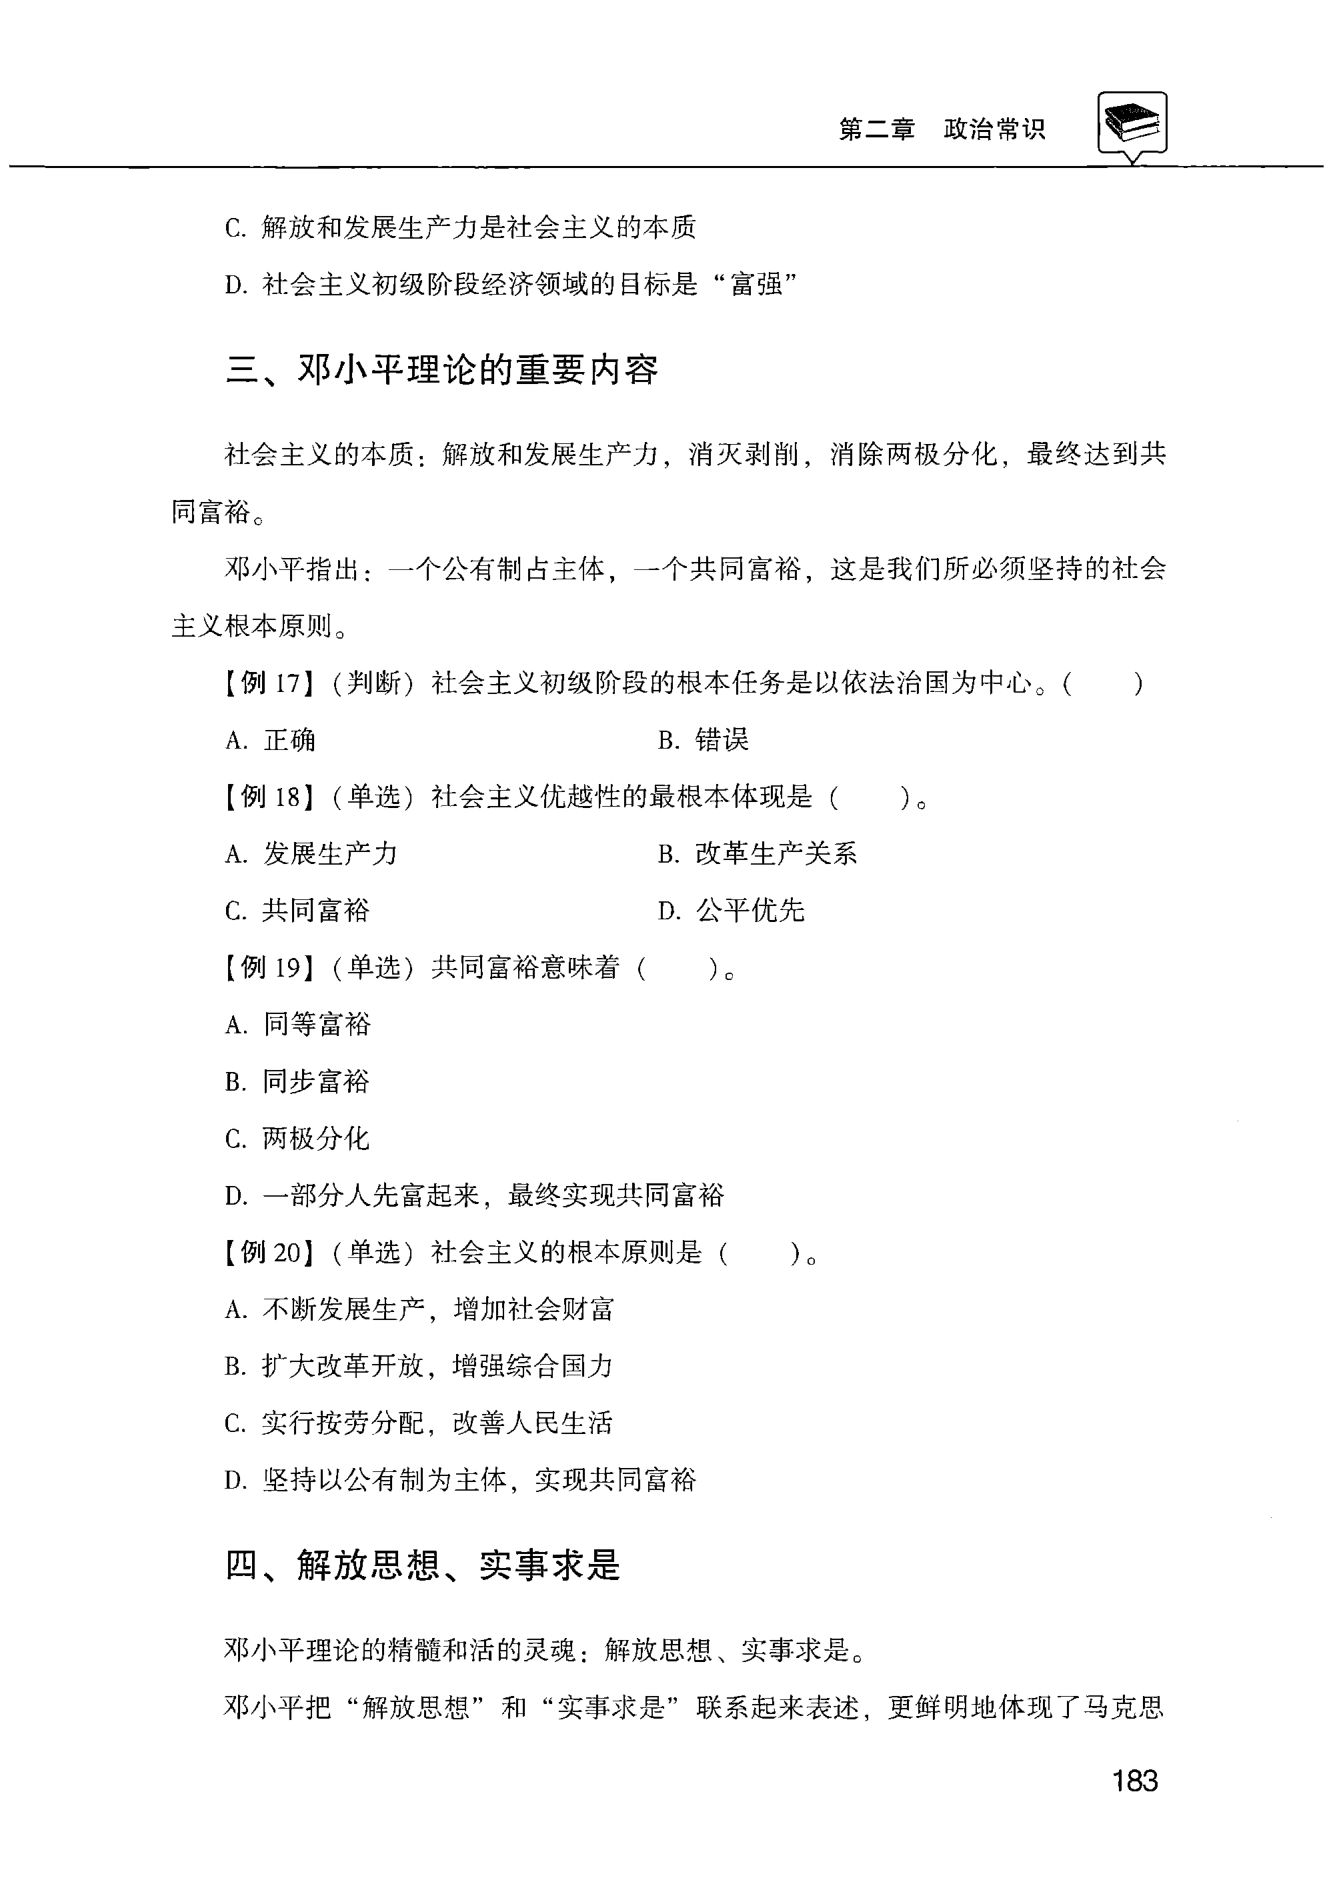 第二章 政治常识
C. 解放和发展生产力是社会主义的本质
D. 社会主义初级阶段经济领域的目标是“富强”
三、邓小平理论的重要内容
社会主义的本质：解放和发展生产力，消灭剥削，消除两极分化，最终达到共
同富裕。
邓小平指出：一个公有制占主体，一个共同富裕，这是我们所必须坚持的社会
主义根本原则。
【例 17】（判断）社会主义初级阶段的根本任务是以依法治国为中心。（ ）
A. 正确 B. 错误
【例 18】（单选）社会主义优越性的最根本体现是（ ）。
A. 发展生产力 B. 改革生产关系
C. 共同富裕 D. 公平优先
【例 19】（单选）共同富裕意味着（ ）。
A. 同等富裕
B. 同步富裕
C. 两极分化
D. 一部分人先富起来，最终实现共同富裕
【例 20】（单选）社会主义的根本原则是（ ）。
A. 不断发展生产，增加社会财富
B. 扩大改革开放，增强综合国力
C. 实行按劳分配，改善人民生活
D. 坚持以公有制为主体，实现共同富裕
四、解放思想、实事求是
邓小平理论的精髓和活的灵魂：解放思想、实事求是。
邓小平把“解放思想”和“实事求是”联系起来表述，更鲜明地体现了马克思
183